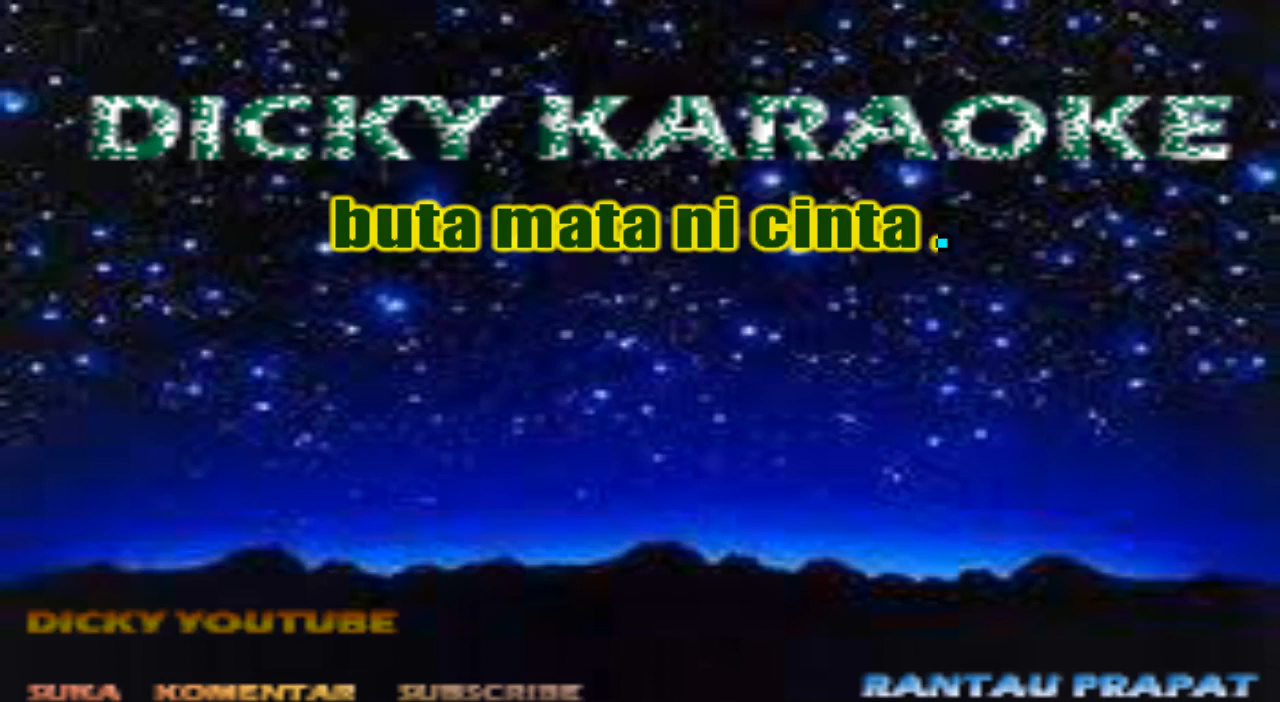 DICKY KARAOKE
buta mata ni cinta .
DICKY YOUTUBE
SUKA KOMENTAR SUBSCRIBE
RANTAU PRAPAT